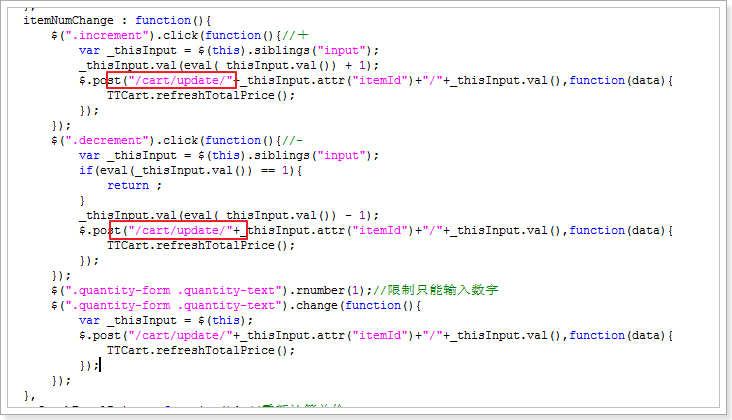 itemNumChange : function(){
$(".increment").click(function(){//＋
var _thisInput = $(this).siblings("input");
_thisInput.val(eval(_thisInput.val()) + 1);
$.post("/cart/update/"+_thisInput.attr("itemId")+"/"+_thisInput.val(),function(data){
TTCart.refreshTotalPrice();
});
});
$(".decrement").click(function(){//-
var _thisInput = $(this).siblings("input");
if(eval(_thisInput.val()) == 1){
return ;
}
_thisInput.val(eval(_thisInput.val()) - 1);
$.post("/cart/update/"+_thisInput.attr("itemId")+"/"+_thisInput.val(),function(data){
TTCart.refreshTotalPrice();
});
});
$(".quantity-form .quantity-text").rnumber(1);//限制只能输入数字
$(".quantity-form .quantity-text").change(function(){
var _thisInput = $(this);
$.post("/cart/update/"+_thisInput.attr("itemId")+"/"+_thisInput.val(),function(data){
TTCart.refreshTotalPrice();
});
});
},